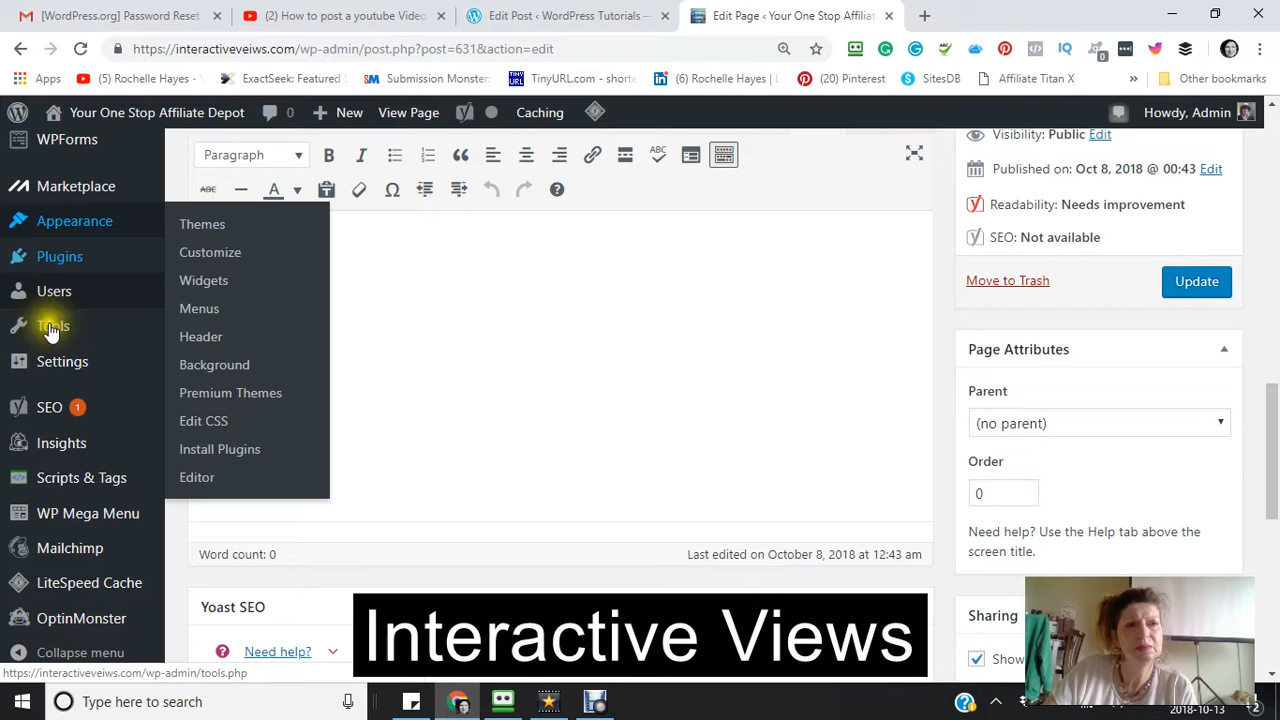 [WordPress.org] Password Reset
(2) How to post a youtube Video
Edit Post ‹ WordPress Tutorials —
Edit Page ‹ Your One Stop Affiliat
https://interactiveveiws.com/wp-admin/post.php?post=631&action=edit
Apps
(5) Rochelle Hayes -
ExactSeek: Featured L
Submission Monster:
TinyURL.com - shorte
(6) Rochelle Hayes |
(20) Pinterest
SitesDB
Affiliate Titan X
»
Other bookmarks
Your One Stop Affiliate Depot
0
New
View Page
Caching
Howdy, Admin
WPForms
Marketplace
Appearance
Plugins
Users
Tools
Settings
SEO 1
Insights
Scripts & Tags
WP Mega Menu
Mailchimp
LiteSpeed Cache
OptinMonster
Collapse menu
Themes
Customize
Widgets
Menus
Header
Background
Premium Themes
Edit CSS
Install Plugins
Editor
Paragraph
B I
ABC
ABC
A
Word count: 0
Last edited on October 8, 2018 at 12:43 am
Yoast SEO
Need help?
Visibility: Public Edit
Published on: Oct 8, 2018 @ 00:43 Edit
Readability: Needs improvement
SEO: Not available
Move to Trash
Update
Page Attributes
Parent
(no parent)
Order
0
Need help? Use the Help tab above the
screen title.
Sharing
Show
Interactive Views
https://interactiveveiws.com/wp-admin/tools.php
Type here to search
2018-10-13
2